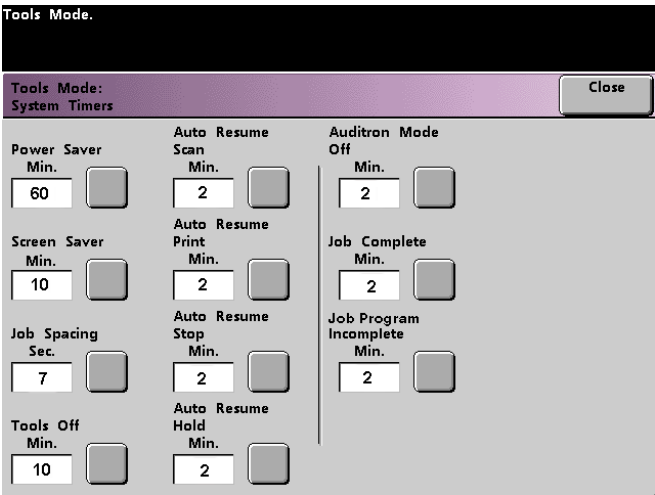 Tools Mode.
Tools Mode:
System Timers
Close
Power Saver
Min.
60
Screen Saver
Min.
10
Job Spacing
Sec.
7
Tools Off
Min.
10
Auto Resume
Scan
Min.
2
Auto Resume
Print
Min.
2
Auto Resume
Stop
Min.
2
Auto Resume
Hold
Min.
2
Auditron Mode
Off
Min.
2
Job Complete
Min.
2
Job Program
Incomplete
Min.
2